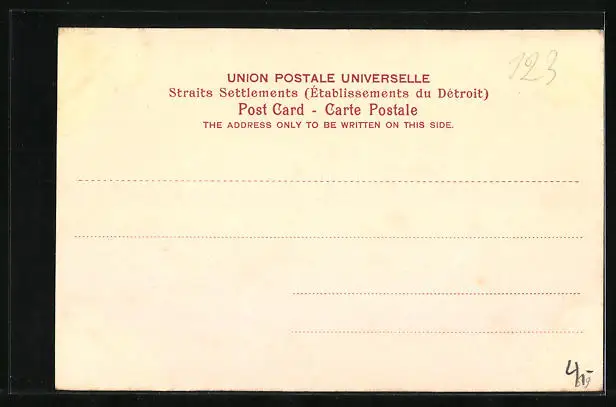 123
UNION POSTALE UNIVERSELLE
Straits Settlements (Établissements du Détroit)
Post Card - Carte Postale
THE ADDRESS ONLY TO BE WRITTEN ON THIS SIDE.